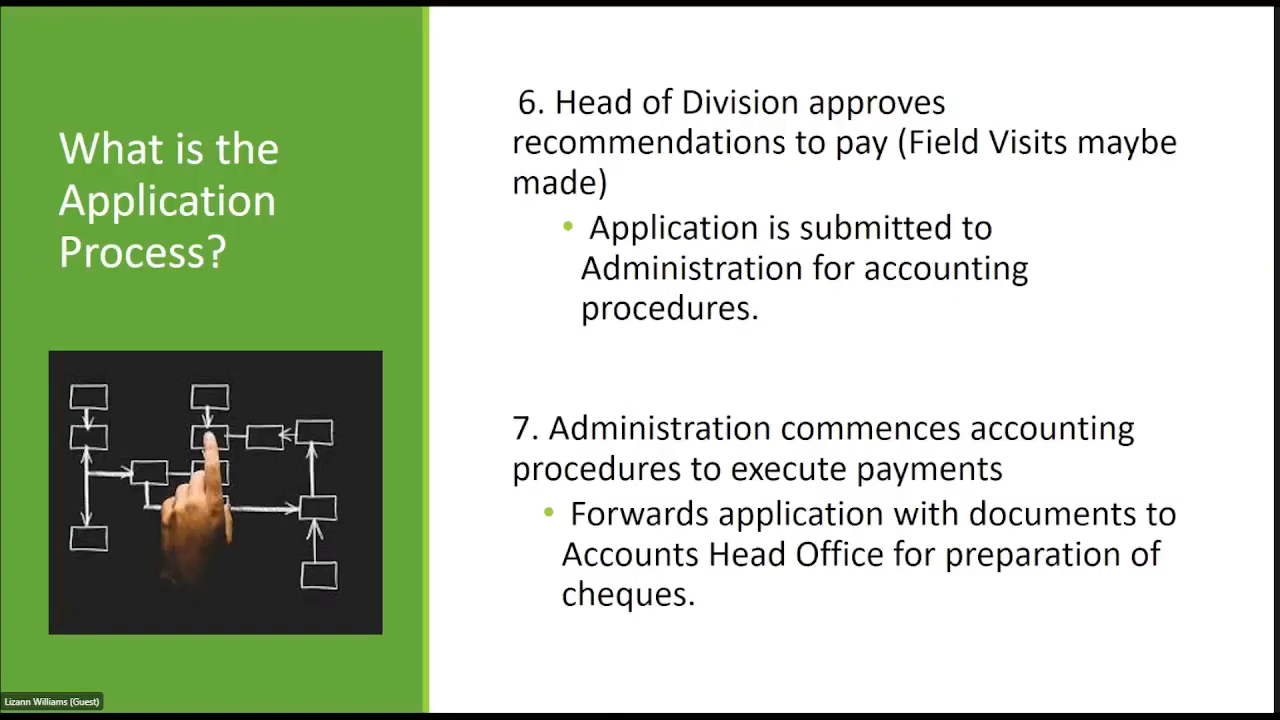 What is the
Application
Process?
6. Head of Division approves
recommendations to pay (Field Visits maybe
made)
• Application is submitted to
Administration for accounting
procedures.
7. Administration commences accounting
procedures to execute payments
• Forwards application with documents to
Accounts Head Office for preparation of
cheques.
Lizann Williams (Guest)